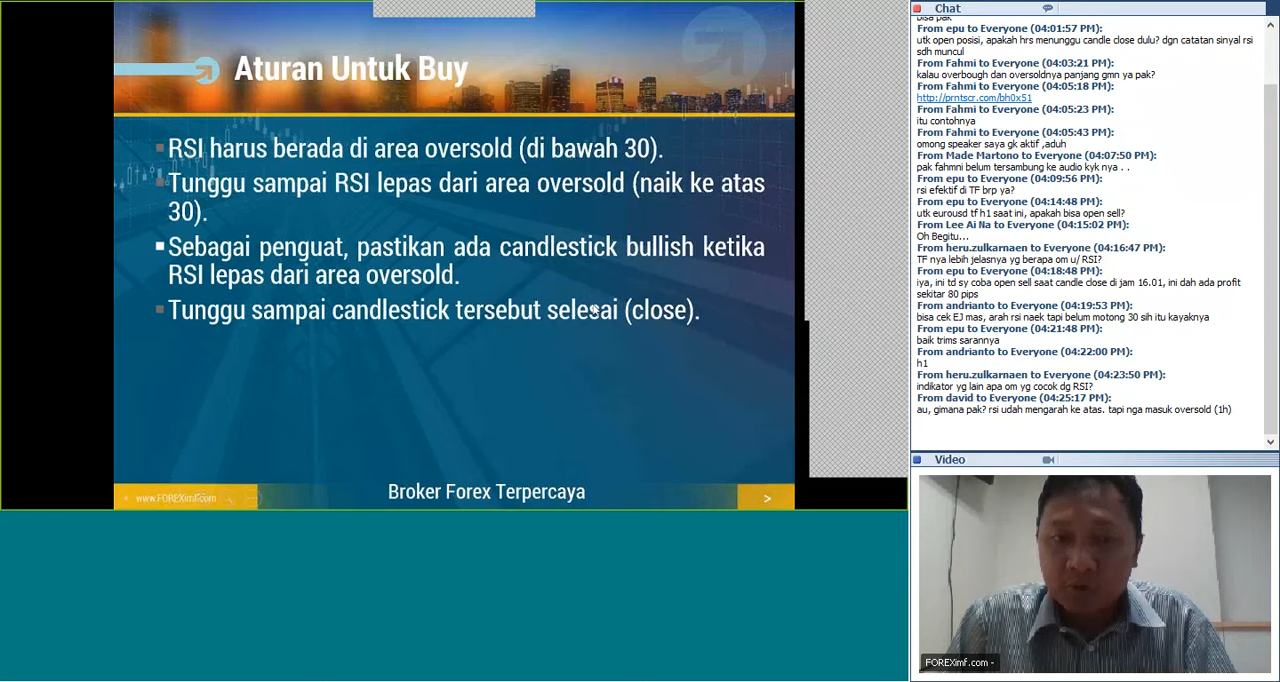 Aturan Untuk Buy
RSI harus berada di area oversold (di bawah 30).
Tunggu sampai RSI lepas dari area oversold (naik ke atas
30).
Sebagai penguat, pastikan ada candlestick bullish ketika
RSI lepas dari area oversold.
Tunggu sampai candlestick tersebut selesai (close).
www.FOREXimf.com
Broker Forex Terpercaya
>
Chat
bisa pak
From epu to Everyone (04:01:57 PM):
utk open posisi, apakah hrs menunggu candle close dulu? dgn catatan sinyal rsi
sdh muncul
From Fahmi to Everyone (04:03:21 PM):
kalau overbough dan oversoldnya panjang gmn ya pak?
From Fahmi to Everyone (04:05:18 PM):
http://prntscr.com/bh0x51
From Fahmi to Everyone (04:05:23 PM):
itu contohnya
From Fahmi to Everyone (04:05:43 PM):
omong speaker saya gk aktif ,aduh
From Made Martono to Everyone (04:07:50 PM):
pak fahmni belum tersambung ke audio kyk nya . .
From epu to Everyone (04:09:56 PM):
rsi efektif di TF brp ya?
From epu to Everyone (04:14:48 PM):
utk eurousd tf h1 saat ini, apakah bisa open sell?
From Lee Ai Na to Everyone (04:15:02 PM):
Oh Begitu...
From heru.zulkarnaen to Everyone (04:16:47 PM):
TF nya lebih jelasnya yg berapa om u/ RSI?
From epu to Everyone (04:18:48 PM):
iya, ini td sy coba open sell saat candle close di jam 16.01, ini dah ada profit
sekitar 80 pips
From andrianto to Everyone (04:19:53 PM):
bisa cek EJ mas, arah rsi naek tapi belum motong 30 sih itu kayaknya
From epu to Everyone (04:21:48 PM):
baik trims sarannya
From andrianto to Everyone (04:22:00 PM):
h1
From heru.zulkarnaen to Everyone (04:23:50 PM):
indikator yg lain apa om yg cocok dg RSI?
From david to Everyone (04:25:17 PM):
au, gimana pak? rsi udah mengarah ke atas. tapi nga masuk oversold (1h)
Video
FOREXimf.com -